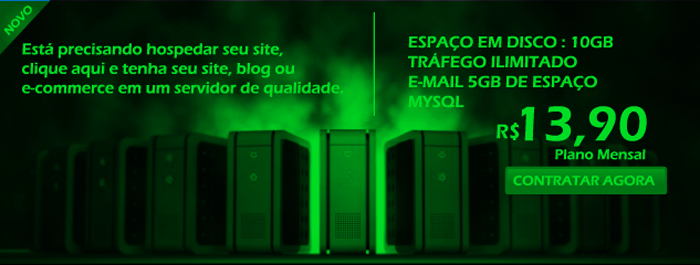 NOVO
Está precisando hospedar seu site,
clique aqui e tenha seu site, blog ou
e-commerce em um servidor de qualidade.
ESPAÇO EM DISCO : 10GB
TRÁFEGO ILIMITADO
E-MAIL 5GB DE ESPAÇO
MYSQL
R$13,90
Plano Mensal
CONTRATAR AGORA